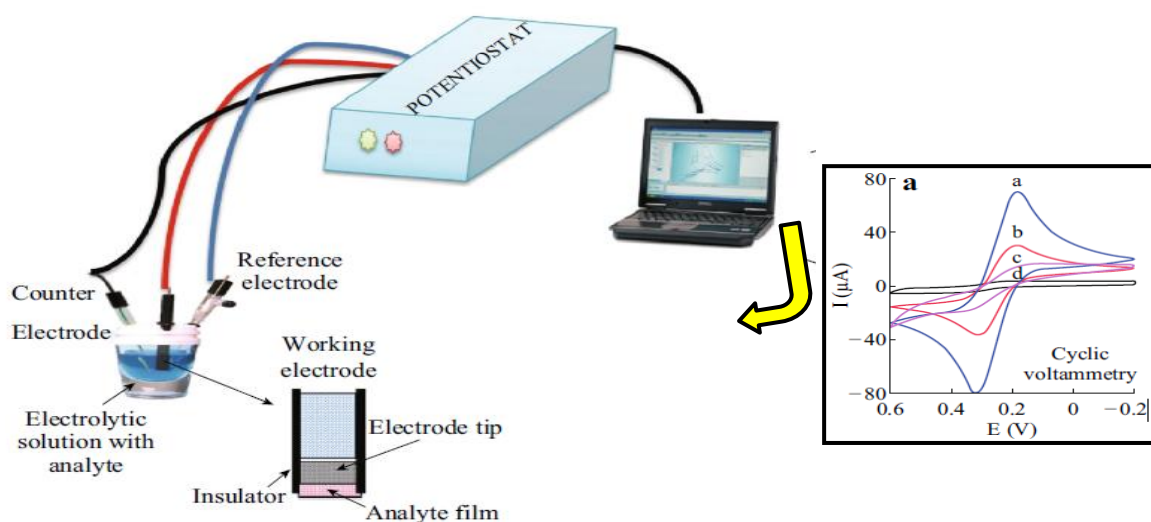 POTENTIOSTAT
Reference
electrode
Counter
Electrode
Working
electrode
Electrolytic
solution with
analyte
Electrode tip
Insulator
Analyte film
a
80
40
0
−40
−80
I (μA)
a
b
c
d
Cyclic
voltammetry
0.6
0.4
0.2
0
−0.2
E (V)